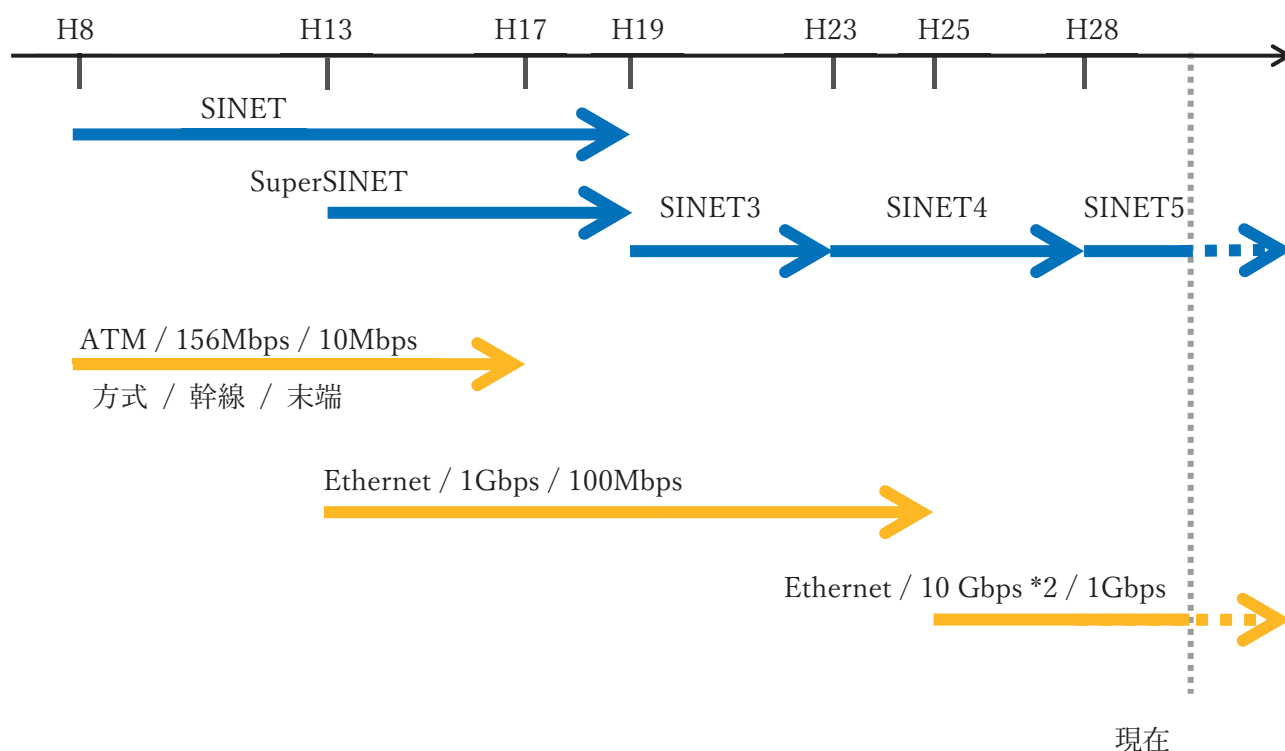 H8 H13 H17 H19 H23 H25 H28
SINET
SuperSINET
SINET3 SINET4 SINET5
ATM / 156Mbps / 10Mbps
方式 / 幹線 / 末端
Ethernet / 1Gbps / 100Mbps
Ethernet / 10 Gbps *2 / 1Gbps
現在